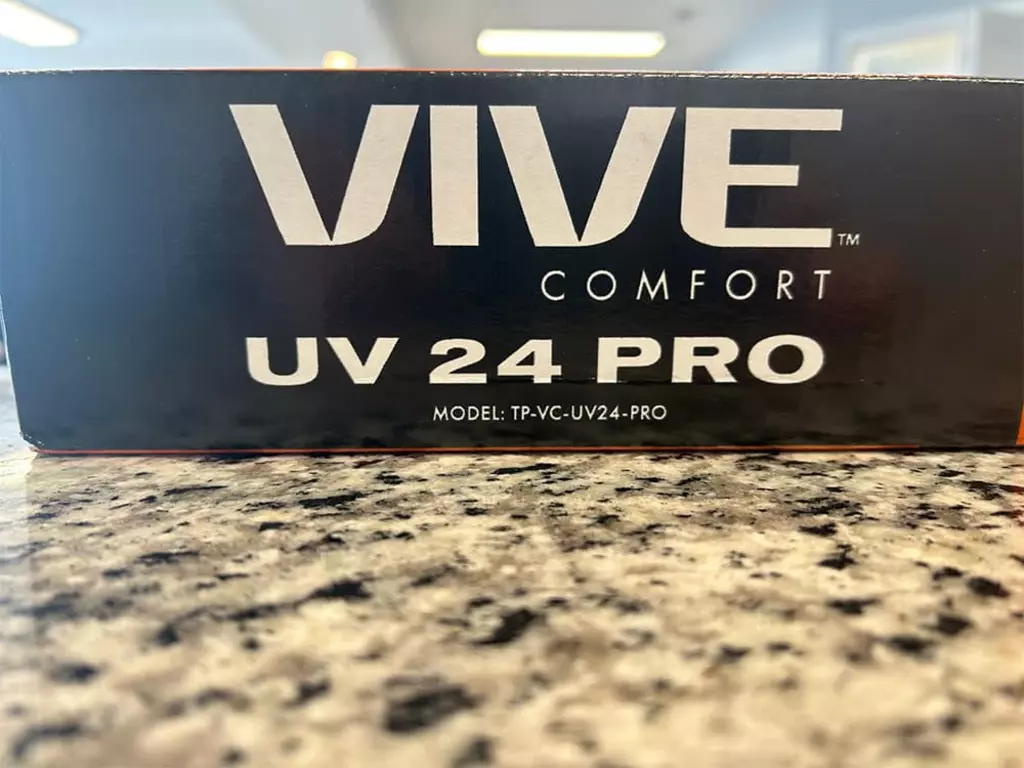 VIVE™
COMFORT
UV 24 PRO
MODEL: TP-VC-UV24-PRO